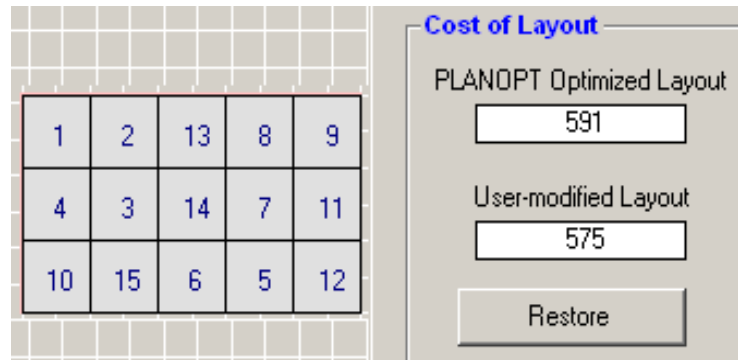 Cost of Layout
PLANOPT Optimized Layout
591
User-modified Layout
575
Restore
1 2 13 8 9
4 3 14 7 11
10 15 6 5 12